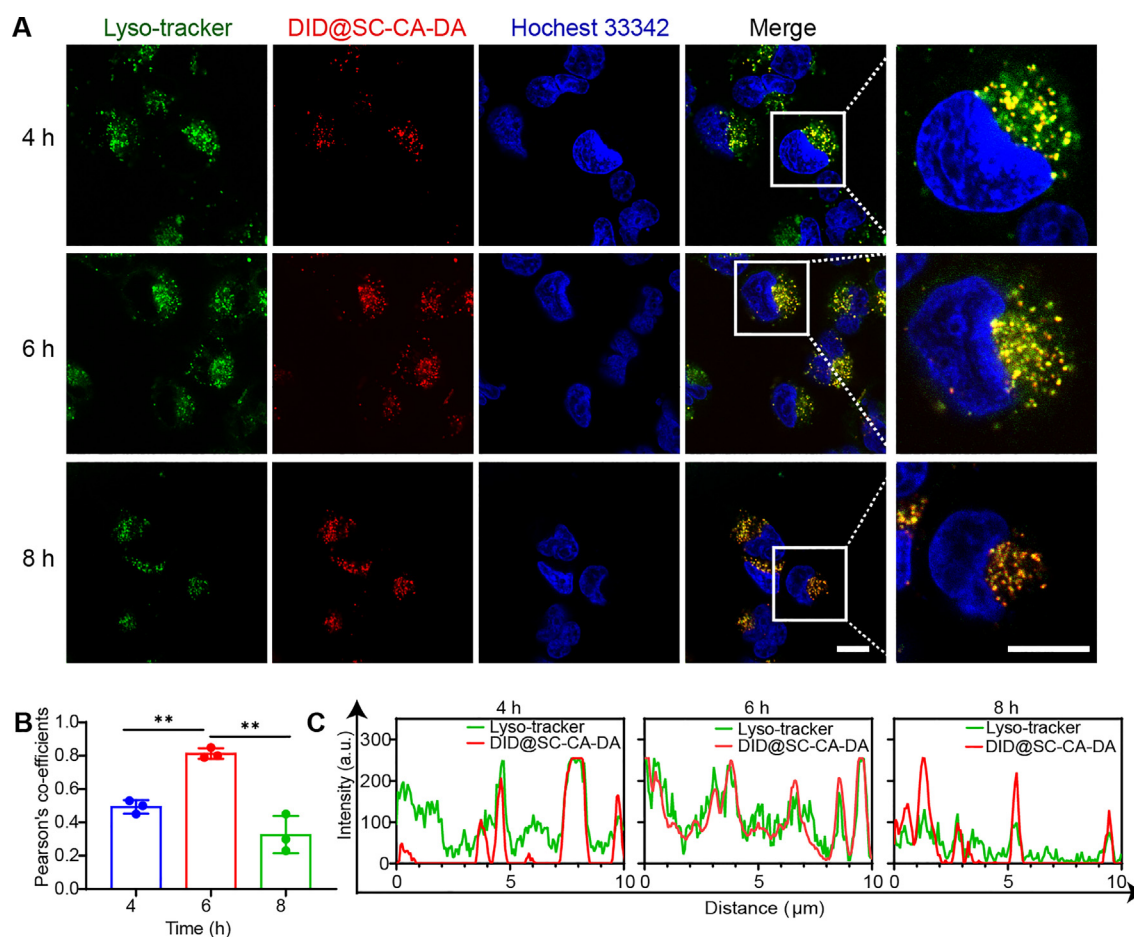 A
Lyso-tracker DID@SC-CA-DA Hochest 33342 Merge
4 h
6 h
8 h
B
Pearson's co-efficients
1.0
0.8
0.6
0.4
0.2
0.0
** **
4 6 8
Time (h)
C
Intensity (a.u.)
300
200
100
0
4 h
Lyso-tracker
DID@SC-CA-DA
0 5 10
6 h
Lyso-tracker
DID@SC-CA-DA
0 5 10
8 h
Lyso-tracker
DID@SC-CA-DA
0 5 10
Distance (μm)